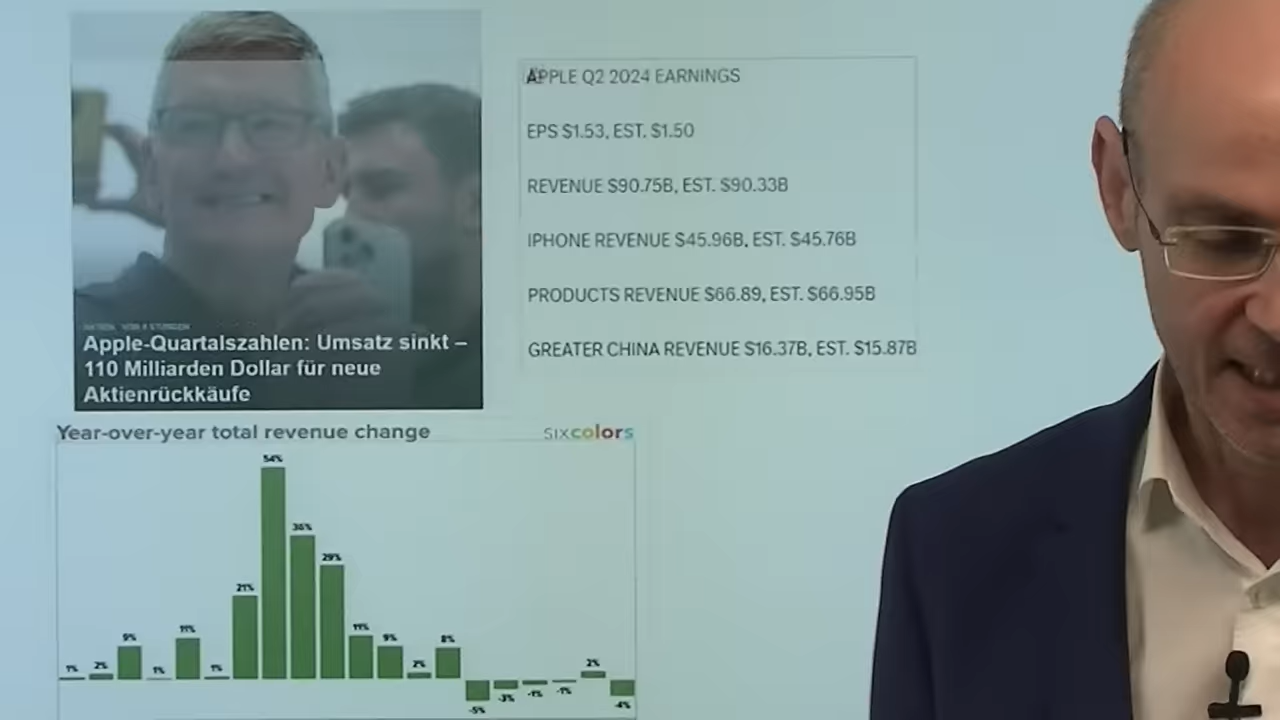 APPLE Q2 2024 EARNINGS
EPS $1.53, EST. $1.50
REVENUE $90.75B, EST. $90.33B
IPHONE REVENUE $45.96B, EST. $45.76B
PRODUCTS REVENUE $66.89, EST. $66.95B
GREATER CHINA REVENUE $16.37B, EST. $15.87B
Apple-Quartalszahlen: Umsatz sinkt –
110 Milliarden Dollar für neue
Aktienrückkäufe
Year-over-year total revenue change
sixcolors
1% 2% 9% 1% 11% 1% 21% 54% 36% 29% 11% 9% 2% 8% -5% -3% -1% -1% 2% -4%